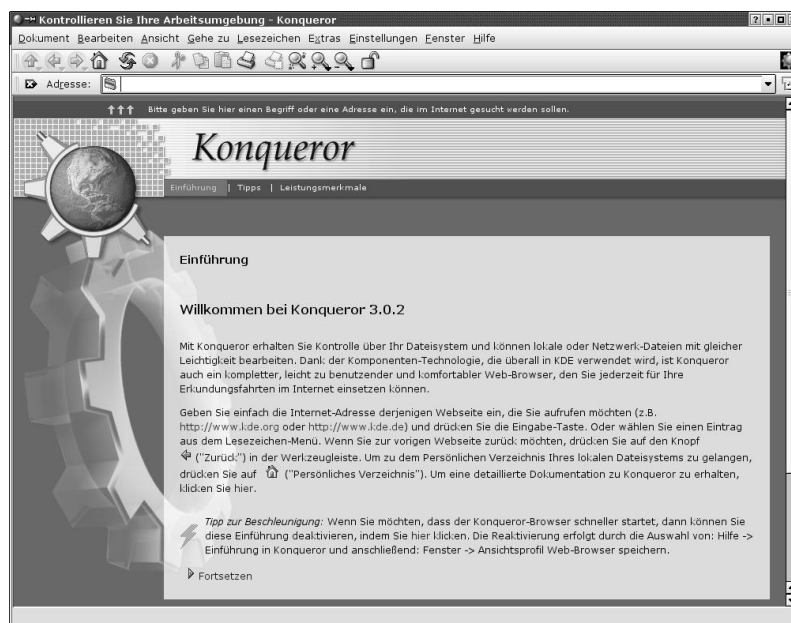 Kontrollieren Sie Ihre Arbeitsumgebung - Konqueror
Dokument Bearbeiten Ansicht Gehe zu Lesezeichen Extras Einstellungen Fenster Hilfe
Adresse:
Bitte geben Sie hier einen Begriff oder eine Adresse ein, die im Internet gesucht werden sollen.
Konqueror
Einführung | Tipps | Leistungsmerkmale
Einführung
Willkommen bei Konqueror 3.0.2
Mit Konqueror erhalten Sie Kontrolle über Ihr Dateisystem und können lokale oder Netzwerk-Dateien mit gleicher
Leichtigkeit bearbeiten. Dank der Komponenten-Technologie, die überall in KDE verwendet wird, ist Konqueror
auch ein kompletter, leicht zu benutzender und komfortabler Web-Browser, den Sie jederzeit für Ihre
Erkundungsfahrten im Internet einsetzen können.
Geben Sie einfach die Internet-Adresse derjenigen Webseite ein, die Sie aufrufen möchten (z.B.
http://www.kde.org oder http://www.kde.de) und drücken Sie die Eingabe-Taste. Oder wählen Sie einen Eintrag
aus dem Lesezeichen-Menü. Wenn Sie zur vorigen Webseite zurück möchten, drücken Sie auf den Knopf
("Zurück") in der Werkzeugleiste. Um zu dem Persönlichen Verzeichnis Ihres lokalen Dateisystems zu gelangen,
drücken Sie auf ("Persönliches Verzeichnis"). Um eine detaillierte Dokumentation zu Konqueror zu erhalten,
klicken Sie hier.
Tipp zur Beschleunigung: Wenn Sie möchten, dass der Konqueror-Browser schneller startet, dann können Sie
diese Einführung deaktivieren, indem Sie hier klicken. Die Reaktivierung erfolgt durch die Auswahl von: Hilfe ->
Einführung in Konqueror und anschließend: Fenster -> Ansichtsprofil Web-Browser speichern.
Fortsetzen